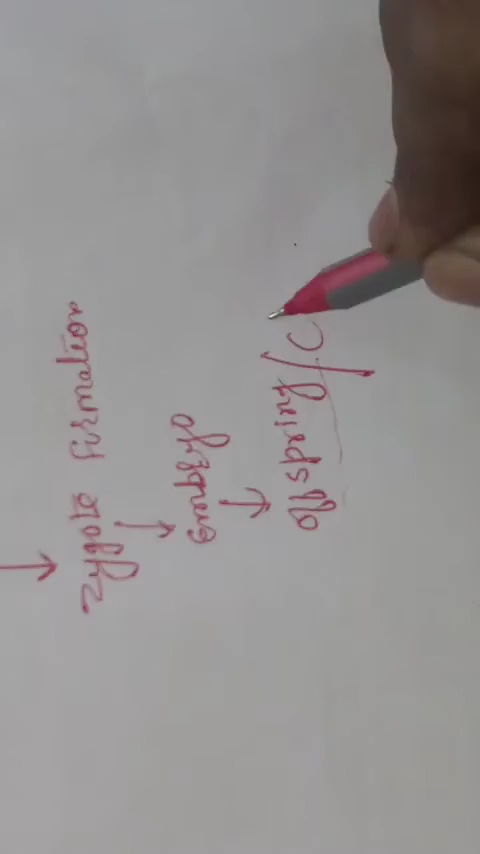 ↓
Zygote Formation
↓
embryo
↓
offspring/C